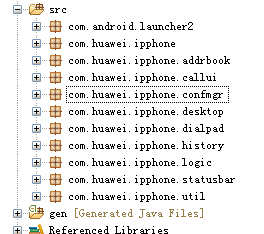 src
com.android.launcher2
com.huawei.ipphone
com.huawei.ipphone.addrbook
com.huawei.ipphone.callui
com.huawei.ipphone.confmgr
com.huawei.ipphone.desktop
com.huawei.ipphone.dialpad
com.huawei.ipphone.history
com.huawei.ipphone.logic
com.huawei.ipphone.statusbar
com.huawei.ipphone.util
gen [Generated Java Files]
Referenced Libraries